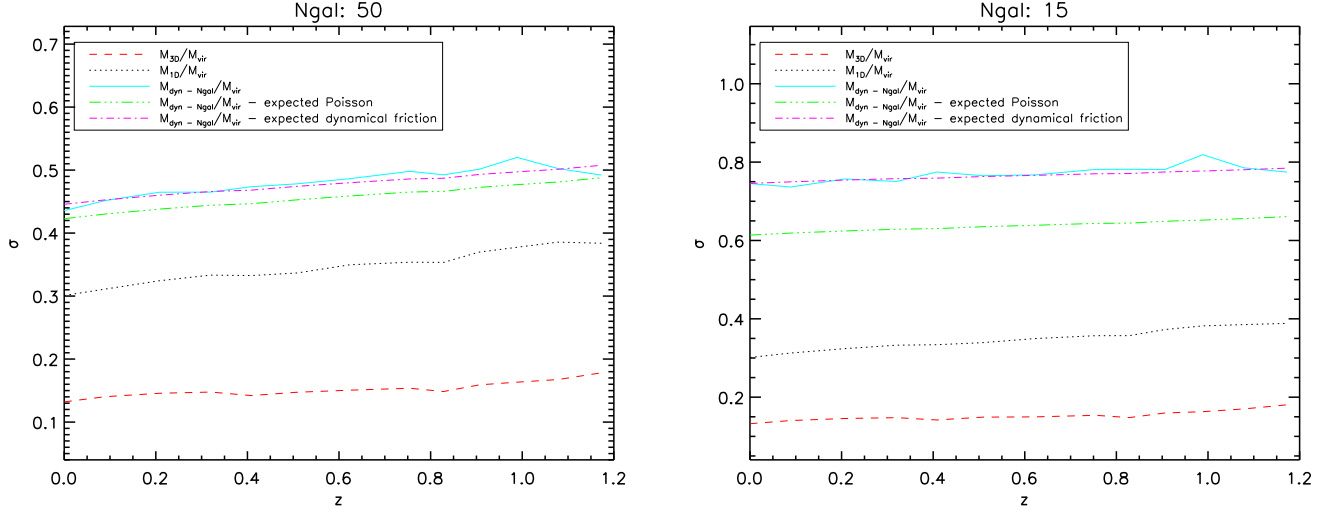 Ngal: 50
M3D/Mvir
M1D/Mvir
Mdyn − Ngal/Mvir
Mdyn − Ngal/Mvir − expected Poisson
Mdyn − Ngal/Mvir − expected dynamical friction
0.7
0.6
0.5
0.4
0.3
0.2
0.1
σ
0.0 0.2 0.4 0.6 0.8 1.0 1.2
z
Ngal: 15
M3D/Mvir
M1D/Mvir
Mdyn − Ngal/Mvir
Mdyn − Ngal/Mvir − expected Poisson
Mdyn − Ngal/Mvir − expected dynamical friction
1.0
0.8
0.6
0.4
0.2
σ
0.0 0.2 0.4 0.6 0.8 1.0 1.2
z